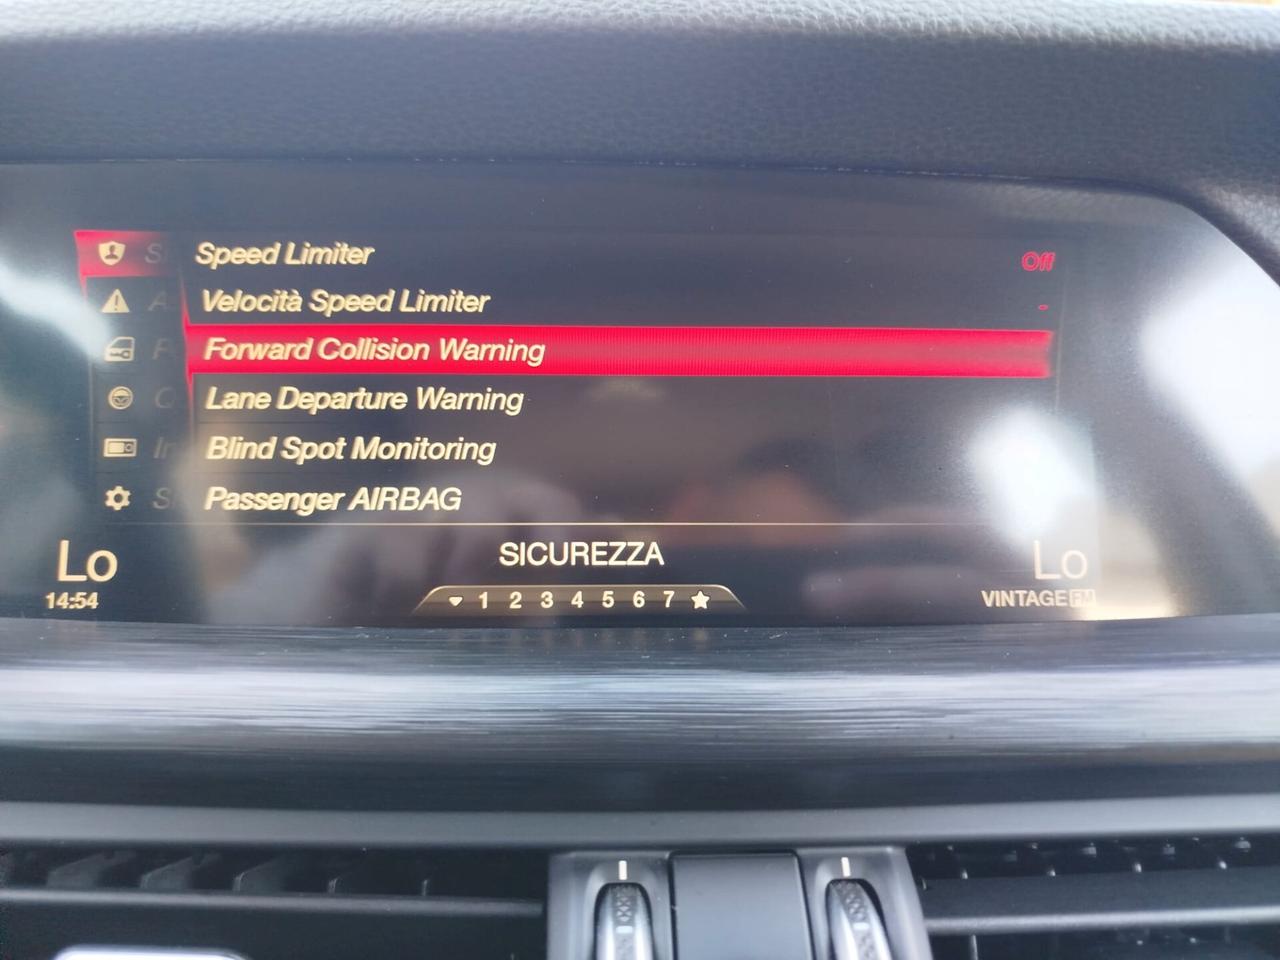 Speed Limiter Off
Velocità Speed Limiter -
Forward Collision Warning
Lane Departure Warning
Blind Spot Monitoring
Passenger AIRBAG
SICUREZZA
Lo
14:54
1 2 3 4 5 6 7
Lo
VINTAGE FM